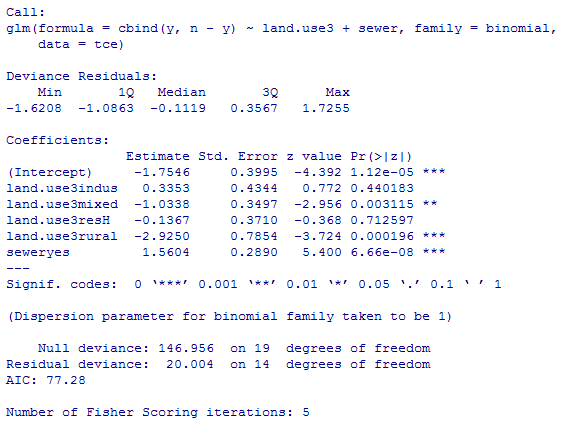 Call:
glm(formula = cbind(y, n - y) ~ land.use3 + sewer, family = binomial,
    data = tce)

Deviance Residuals:
    Min       1Q   Median       3Q      Max
-1.6208  -1.0863  -0.1119   0.3567   1.7255

Coefficients:
               Estimate Std. Error z value Pr(>|z|)
(Intercept)     -1.7546     0.3995  -4.392 1.12e-05 ***
land.use3indus   0.3353     0.4344   0.772 0.440183
land.use3mixed  -1.0338     0.3497  -2.956 0.003115 **
land.use3resH   -0.1367     0.3710  -0.368 0.712597
land.use3rural  -2.9250     0.7854  -3.724 0.000196 ***
seweryes         1.5604     0.2890   5.400 6.66e-08 ***
---
Signif. codes:  0 ‘***’ 0.001 ‘**’ 0.01 ‘*’ 0.05 ‘.’ 0.1 ‘ ’ 1

(Dispersion parameter for binomial family taken to be 1)

    Null deviance: 146.956  on 19  degrees of freedom
Residual deviance:  20.004  on 14  degrees of freedom
AIC: 77.28

Number of Fisher Scoring iterations: 5